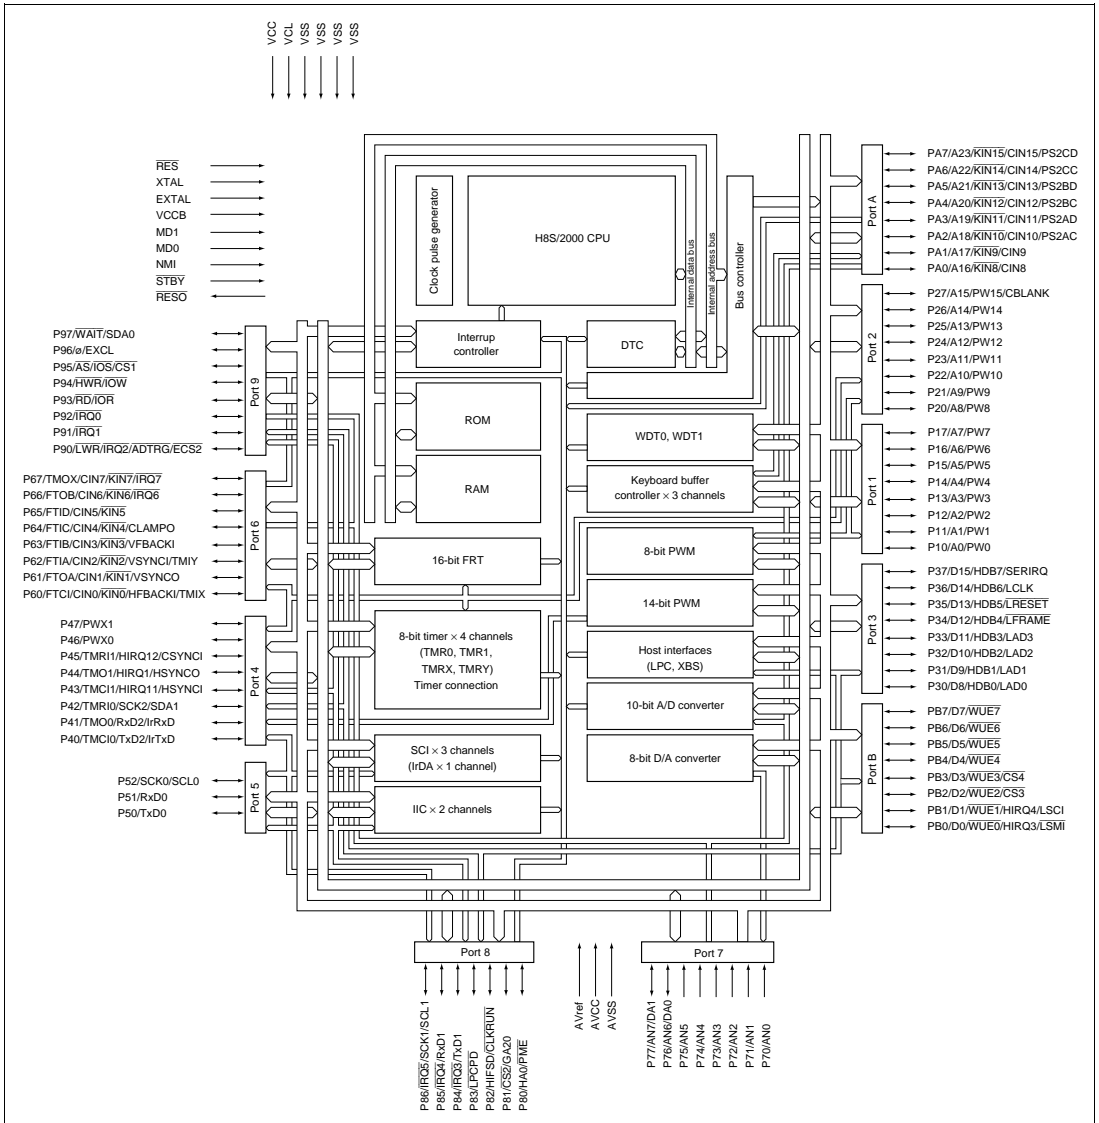 VCC
VCL
VSS
VSS
VSS
VSS
RES
XTAL
EXTAL
VCCB
MD1
MD0
NMI
STBY
RESO
Clock pulse generator
H8S/2000 CPU
Internal data bus
Internal address bus
Bus controller
Interrup
controller
DTC
ROM
RAM
WDT0, WDT1
Keyboard buffer
controller × 3 channels
16-bit FRT
8-bit PWM
14-bit PWM
8-bit timer × 4 channels
(TMR0, TMR1,
TMRX, TMRY)
Timer connection
Host interfaces
(LPC, XBS)
10-bit A/D converter
SCI × 3 channels
(IrDA × 1 channel)
8-bit D/A converter
IIC × 2 channels
Port 9
P97/WAIT/SDA0
P96/ø/EXCL
P95/AS/IOS/CS1
P94/HWR/IOW
P93/RD/IOR
P92/IRQ0
P91/IRQ1
P90/LWR/IRQ2/ADTRG/ECS2
Port 6
P67/TMOX/CIN7/KIN7/IRQ7
P66/FTOB/CIN6/KIN6/IRQ6
P65/FTID/CIN5/KIN5
P64/FTIC/CIN4/KIN4/CLAMPO
P63/FTIB/CIN3/KIN3/VFBACKI
P62/FTIA/CIN2/KIN2/VSYNCI/TMIY
P61/FTOA/CIN1/KIN1/VSYNCO
P60/FTCI/CIN0/KIN0/HFBACKI/TMIX
Port 4
P47/PWX1
P46/PWX0
P45/TMRI1/HIRQ12/CSYNCI
P44/TMO1/HIRQ1/HSYNCO
P43/TMCI1/HIRQ11/HSYNCI
P42/TMRI0/SCK2/SDA1
P41/TMO0/RxD2/IrRxD
P40/TMCI0/TxD2/IrTxD
Port 5
P52/SCK0/SCL0
P51/RxD0
P50/TxD0
Port A
PA7/A23/KIN15/CIN15/PS2CD
PA6/A22/KIN14/CIN14/PS2CC
PA5/A21/KIN13/CIN13/PS2BD
PA4/A20/KIN12/CIN12/PS2BC
PA3/A19/KIN11/CIN11/PS2AD
PA2/A18/KIN10/CIN10/PS2AC
PA1/A17/KIN9/CIN9
PA0/A16/KIN8/CIN8
Port 2
P27/A15/PW15/CBLANK
P26/A14/PW14
P25/A13/PW13
P24/A12/PW12
P23/A11/PW11
P22/A10/PW10
P21/A9/PW9
P20/A8/PW8
Port 1
P17/A7/PW7
P16/A6/PW6
P15/A5/PW5
P14/A4/PW4
P13/A3/PW3
P12/A2/PW2
P11/A1/PW1
P10/A0/PW0
Port 3
P37/D15/HDB7/SERIRQ
P36/D14/HDB6/LCLK
P35/D13/HDB5/LRESET
P34/D12/HDB4/LFRAME
P33/D11/HDB3/LAD3
P32/D10/HDB2/LAD2
P31/D9/HDB1/LAD1
P30/D8/HDB0/LAD0
Port B
PB7/D7/WUE7
PB6/D6/WUE6
PB5/D5/WUE5
PB4/D4/WUE4
PB3/D3/WUE3/CS4
PB2/D2/WUE2/CS3
PB1/D1/WUE1/HIRQ4/LSCI
PB0/D0/WUE0/HIRQ3/LSMI
Port 8
P86/IRQ5/SCK1/SCL1
P85/IRQ4/RxD1
P84/IRQ3/TxD1
P83/LPCPD
P82/HIFSD/CLKRUN
P81/CS2/GA20
P80/HA0/PME
AVref
AVCC
AVSS
Port 7
P77/AN7/DA1
P76/AN6/DA0
P75/AN5
P74/AN4
P73/AN3
P72/AN2
P71/AN1
P70/AN0